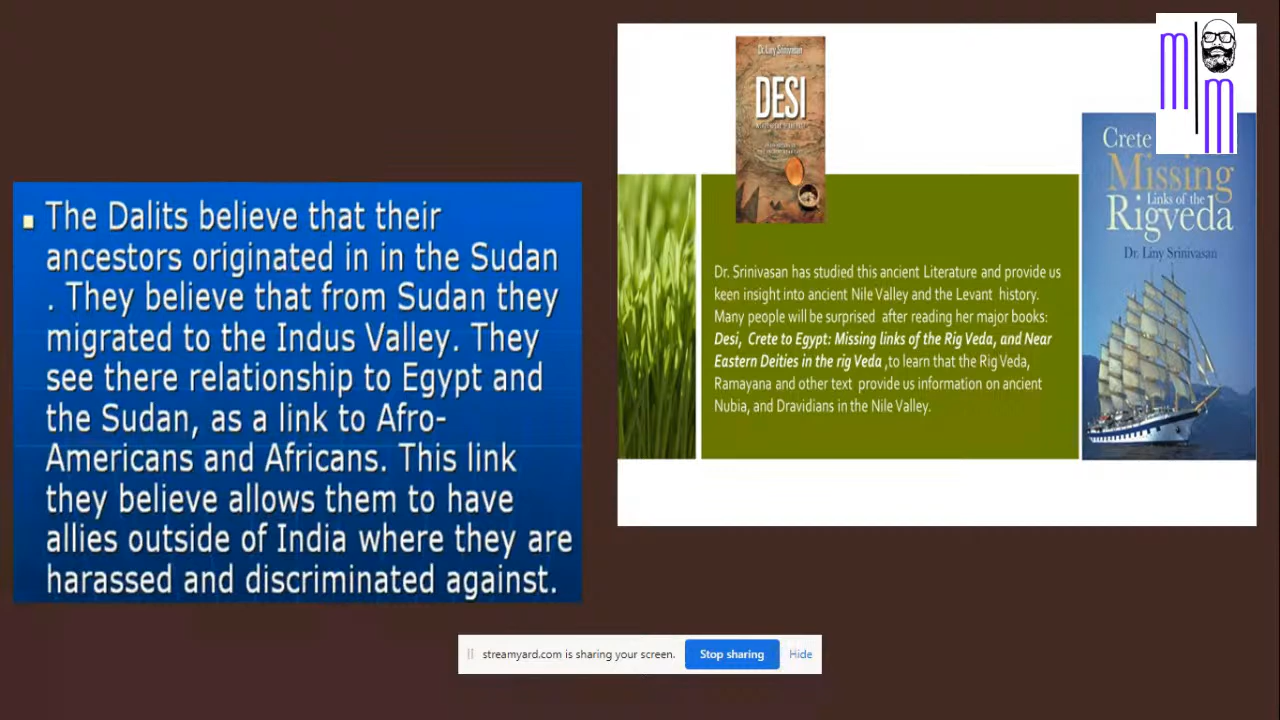 The Dalits believe that their
ancestors originated in in the Sudan
. They believe that from Sudan they
migrated to the Indus Valley. They
see there relationship to Egypt and
the Sudan, as a link to Afro-
Americans and Africans. This link
they believe allows them to have
allies outside of India where they are
harassed and discriminated against.
Dr. Liny Srinivasan
DESI
Dr. Srinivasan has studied this ancient Literature and provide us
keen insight into ancient Nile Valley and the Levant history.
Many people will be surprised after reading her major books:
Desi, Crete to Egypt: Missing links of the Rig Veda, and Near
Eastern Deities in the rig Veda ,to learn that the Rig Veda,
Ramayana and other text provide us information on ancient
Nubia, and Dravidians in the Nile Valley.
m
m
Crete
Missing
Links of the
Rigveda
Dr. Liny Srinivasan
streamyard.com is sharing your screen.
Stop sharing
Hide